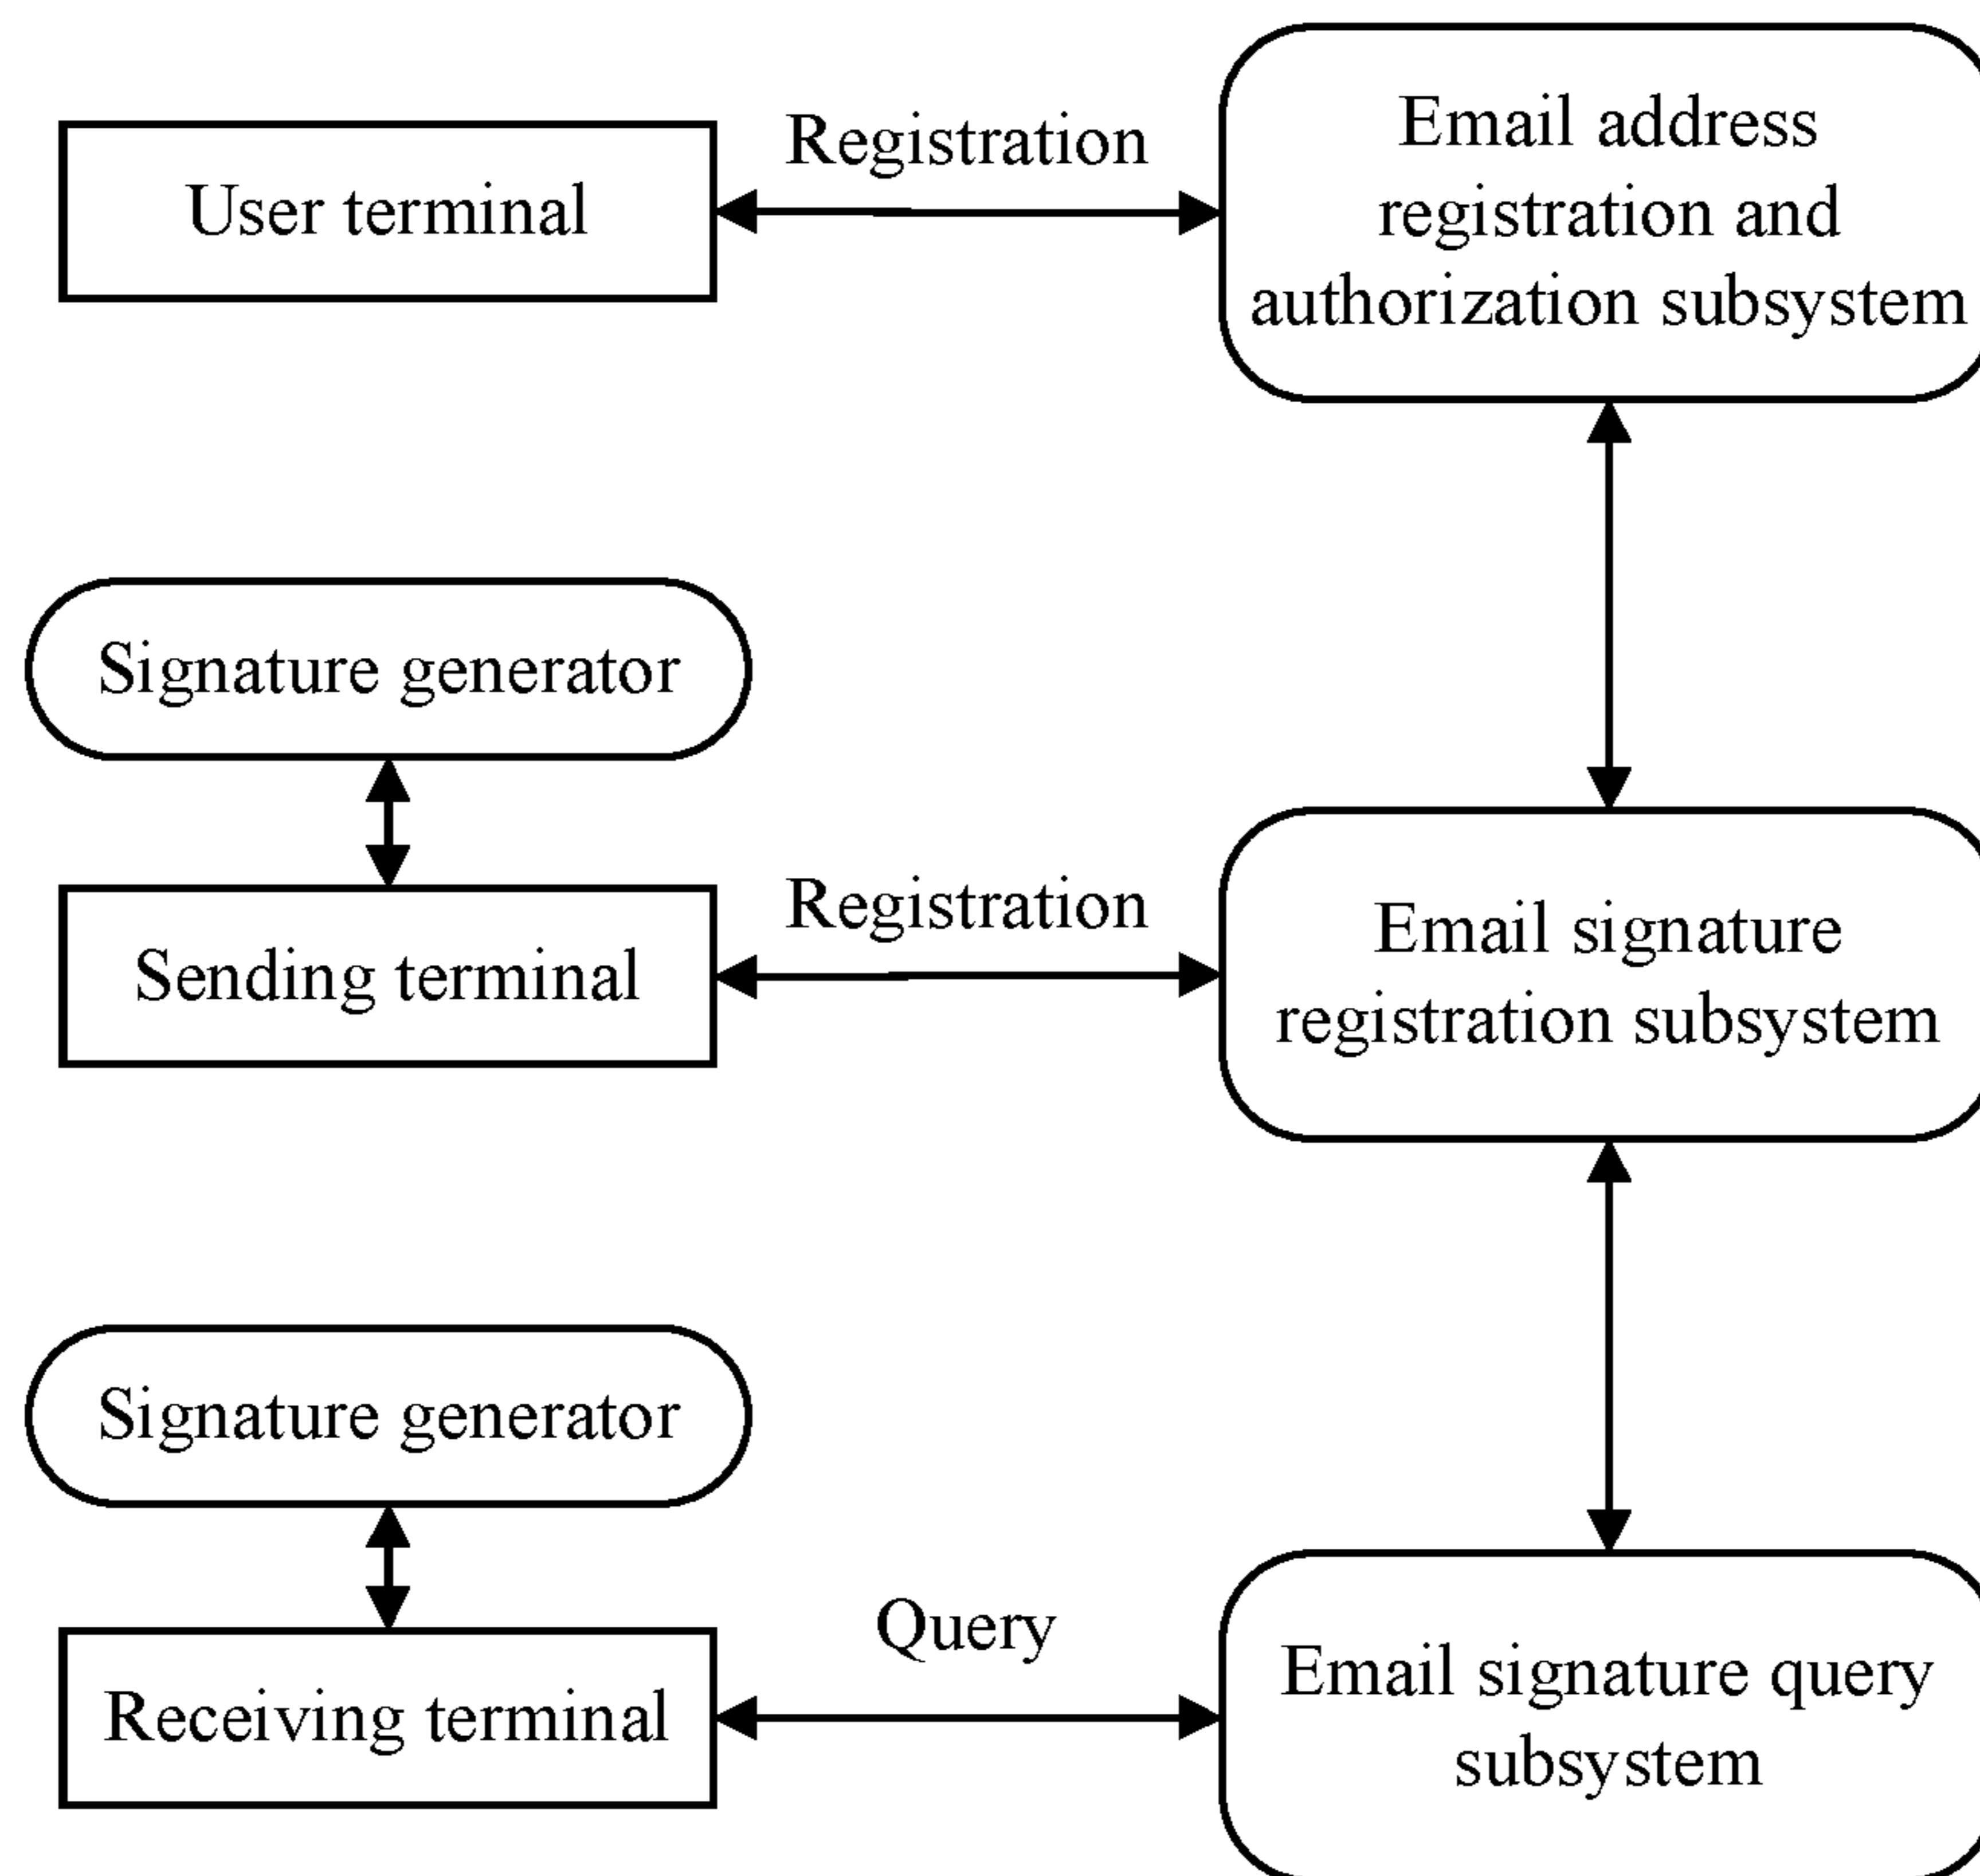 Registration
User terminal
Email address
registration and
authorization subsystem
Signature generator
Sending terminal
Registration
Email signature
registration subsystem
Signature generator
Receiving terminal
Query
Email signature query
subsystem